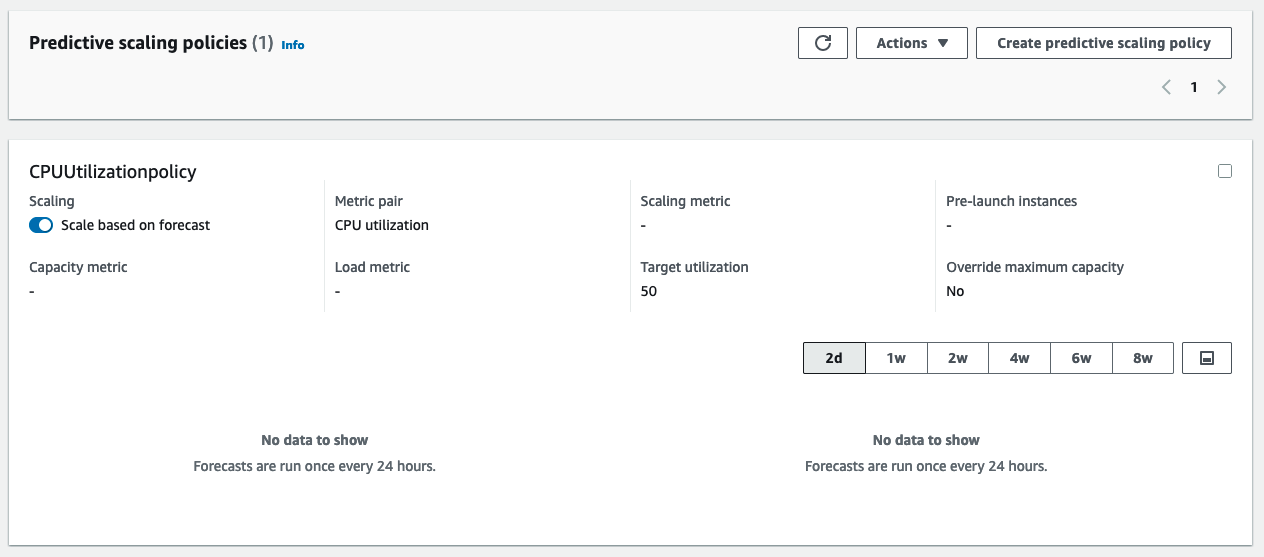 Predictive scaling policies (1) Info
Actions
Create predictive scaling policy
1
CPUUtilizationpolicy
Scaling
Scale based on forecast
Metric pair
CPU utilization
Scaling metric
-
Pre-launch instances
-
Capacity metric
-
Load metric
-
Target utilization
50
Override maximum capacity
No
2d 1w 2w 4w 6w 8w
No data to show
Forecasts are run once every 24 hours.
No data to show
Forecasts are run once every 24 hours.